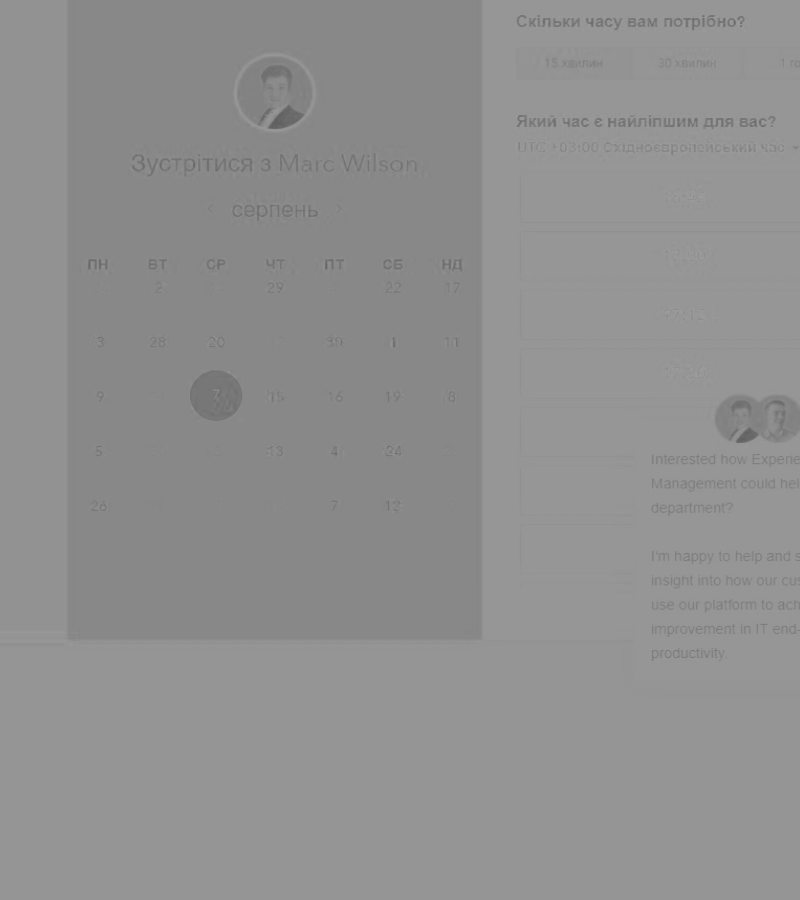 Зустрітися з Marc Wilson
серпень
ПН ВТ СР ЧТ ПТ СБ НД
2 29 22 17
3 28 20 30 1 11
9 15 16 19 8
5 13 4 24
26 7 12
Скільки часу вам потрібно?
15 хвилин 30 хвилин 1 го
Який час є найліпшим для вас?
UTC +03:00 Східноєвропейський час
Interested how Experie
Management could hel
department?
I'm happy to help and s
insight into how our cus
use our platform to ach
improvement in IT end-
productivity.